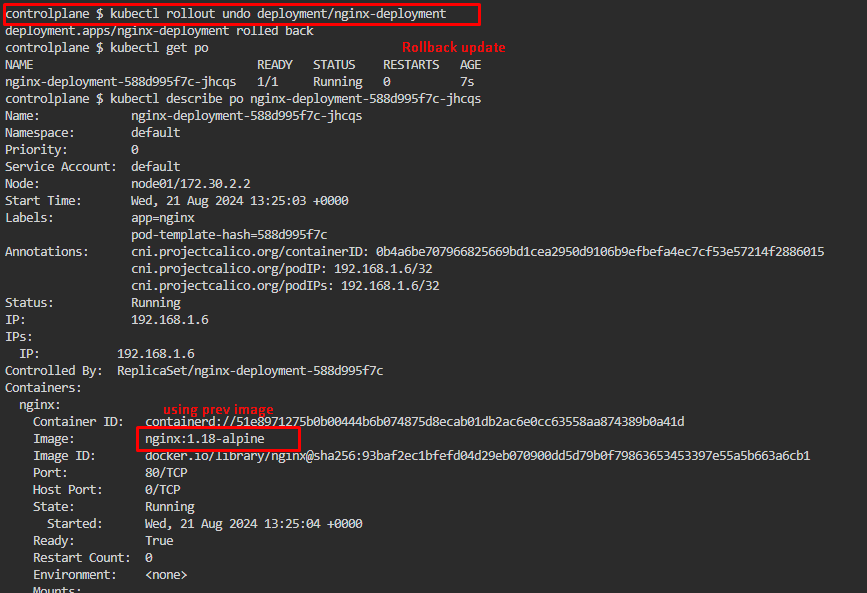 controlplane $ kubectl rollout undo deployment/nginx-deployment
deployment.apps/nginx-deployment rolled back
controlplane $ kubectl get po
Rollback update
NAME READY STATUS RESTARTS AGE
nginx-deployment-588d995f7c-jhcqs 1/1 Running 0 7s
controlplane $ kubectl describe po nginx-deployment-588d995f7c-jhcqs
Name: nginx-deployment-588d995f7c-jhcqs
Namespace: default
Priority: 0
Service Account: default
Node: node01/172.30.2.2
Start Time: Wed, 21 Aug 2024 13:25:03 +0000
Labels: app=nginx
pod-template-hash=588d995f7c
Annotations: cni.projectcalico.org/containerID: 0b4a6be707966825669bd1cea2950d9106b9efbefa4ec7cf53e57214f2886015
cni.projectcalico.org/podIP: 192.168.1.6/32
cni.projectcalico.org/podIPs: 192.168.1.6/32
Status: Running
IP: 192.168.1.6
IPs:
IP: 192.168.1.6
Controlled By: ReplicaSet/nginx-deployment-588d995f7c
Containers:
nginx:
using prev image
Container ID: containerd://51e8971275b0b00444b6b074875d8ecab01db2ac6e0cc63558aa874389b0a41d
Image: nginx:1.18-alpine
Image ID: docker.io/library/nginx@sha256:93baf2ec1bfefd04d29eb070900dd5d79b0f79863653453397e55a5b663a6cb1
Port: 80/TCP
Host Port: 0/TCP
State: Running
Started: Wed, 21 Aug 2024 13:25:04 +0000
Ready: True
Restart Count: 0
Environment: <none>
Mounts: